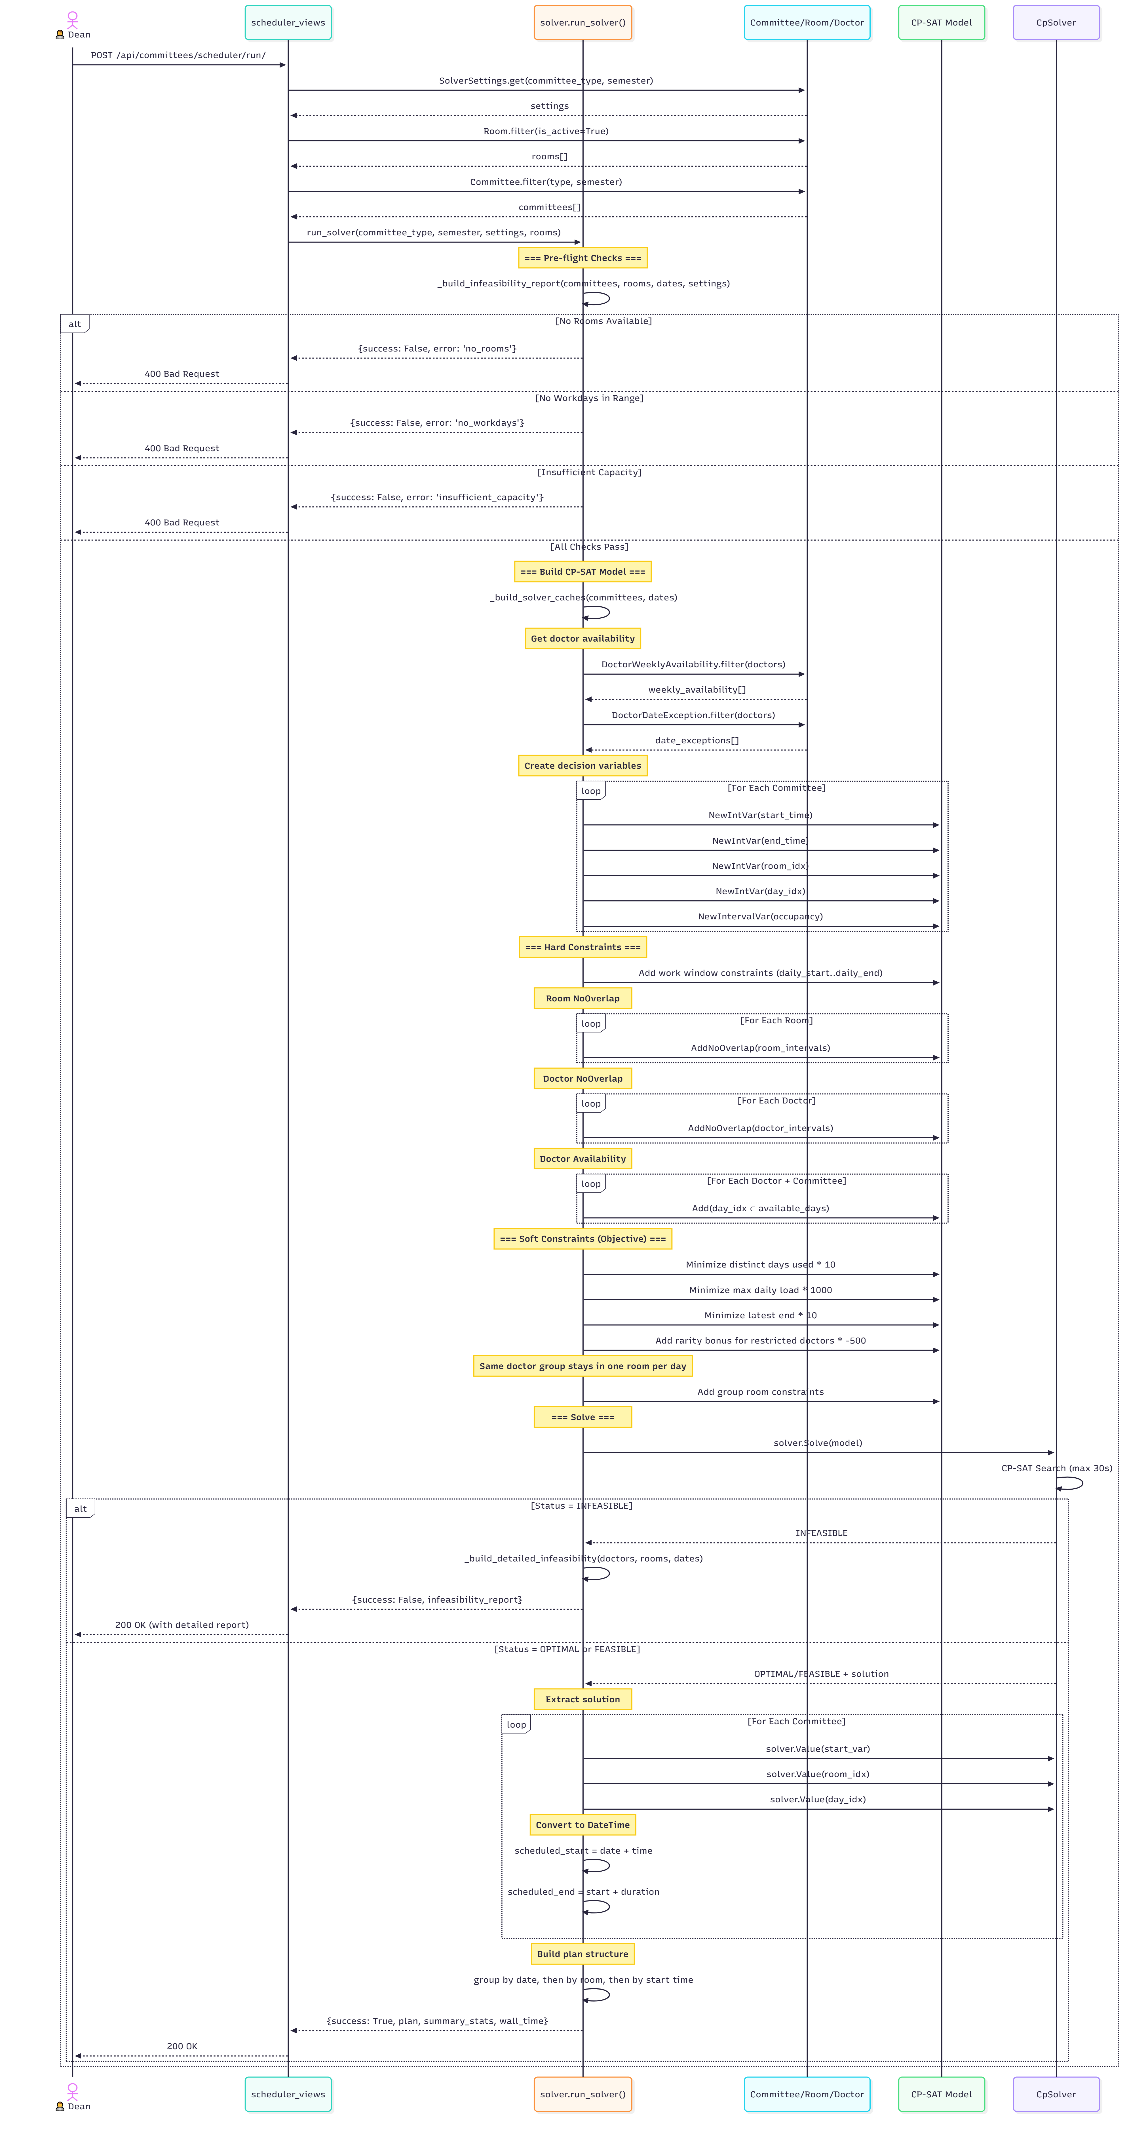 Dean
scheduler_views
solver.run_solver()
Committee/Room/Doctor
CP-SAT Model
CpSolver
POST /api/committees/scheduler/run/
SolverSettings.get(committee_type, semester)
settings
Room.filter(is_active=True)
rooms[]
Committee.filter(type, semester)
committees[]
run_solver(committee_type, semester, settings, rooms)
=== Pre-flight Checks ===
_build_infeasibility_report(committees, rooms, dates, settings)
alt
[No Rooms Available]
{success: False, error: 'no_rooms'}
400 Bad Request
[No Workdays in Range]
{success: False, error: 'no_workdays'}
400 Bad Request
[Insufficient Capacity]
{success: False, error: 'insufficient_capacity'}
400 Bad Request
[All Checks Pass]
=== Build CP-SAT Model ===
_build_solver_caches(committees, dates)
Get doctor availability
DoctorWeeklyAvailability.filter(doctors)
weekly_availability[]
DoctorDateException.filter(doctors)
date_exceptions[]
Create decision variables
loop
[For Each Committee]
NewIntVar(start_time)
NewIntVar(end_time)
NewIntVar(room_idx)
NewIntVar(day_idx)
NewIntervalVar(occupancy)
=== Hard Constraints ===
Add work window constraints (daily_start..daily_end)
Room NoOverlap
loop
[For Each Room]
AddNoOverlap(room_intervals)
Doctor NoOverlap
loop
[For Each Doctor]
AddNoOverlap(doctor_intervals)
Doctor Availability
loop
[For Each Doctor + Committee]
Add(day_idx ∈ available_days)
=== Soft Constraints (Objective) ===
Minimize distinct days used * 10
Minimize max daily load * 1000
Minimize latest end * 10
Add rarity bonus for restricted doctors * -500
Same doctor group stays in one room per day
Add group room constraints
=== Solve ===
solver.Solve(model)
CP-SAT Search (max 30s)
alt
[Status = INFEASIBLE]
INFEASIBLE
_build_detailed_infeasibility(doctors, rooms, dates)
{success: False, infeasibility_report}
200 OK (with detailed report)
[Status = OPTIMAL or FEASIBLE]
OPTIMAL/FEASIBLE + solution
Extract solution
loop
[For Each Committee]
solver.Value(start_var)
solver.Value(room_idx)
solver.Value(day_idx)
Convert to DateTime
scheduled_start = date + time
scheduled_end = start + duration
Build plan structure
group by date, then by room, then by start time
{success: True, plan, summary_stats, wall_time}
200 OK
Dean
scheduler_views
solver.run_solver()
Committee/Room/Doctor
CP-SAT Model
CpSolver